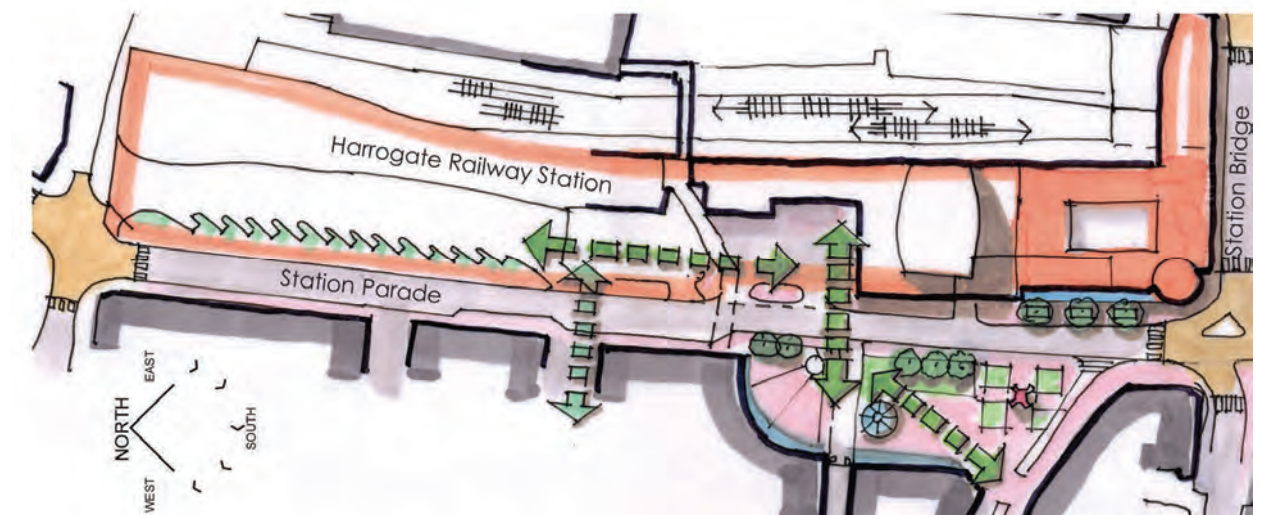 Harrogate Railway Station
Station Bridge
Station Parade
EAST
NORTH
SOUTH
WEST